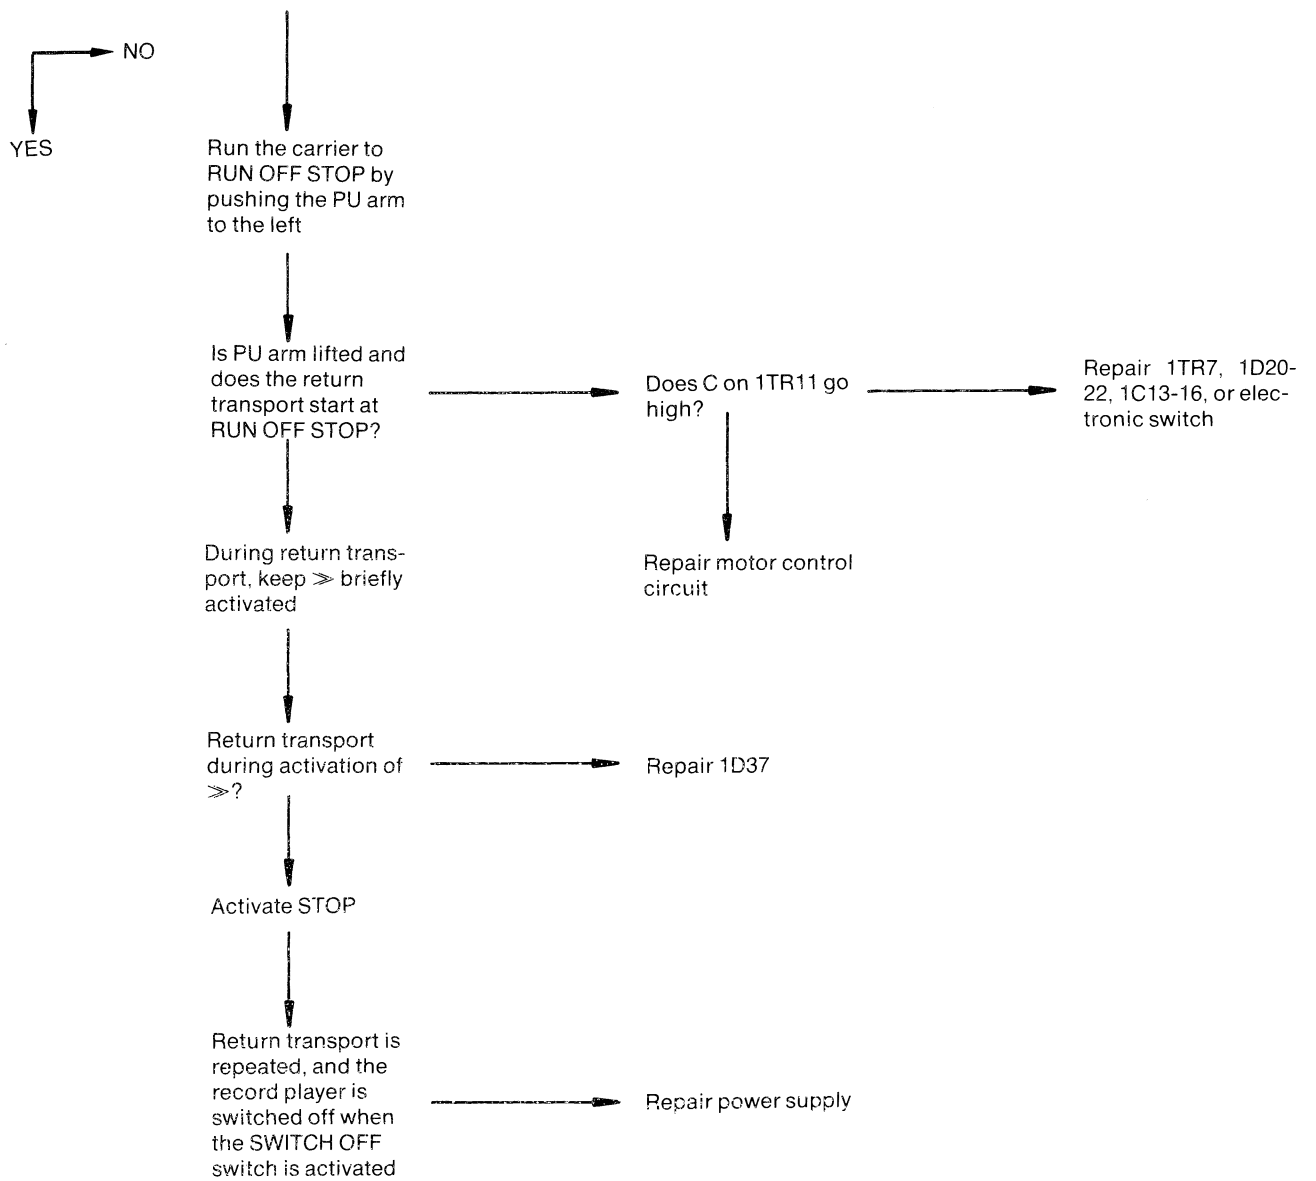 NO
YES
Run the carrier to
RUN OFF STOP by
pushing the PU arm
to the left
Is PU arm lifted and
does the return
transport start at
RUN OFF STOP?
Does C on 1TR11 go
high?
Repair 1TR7, 1D20-
22, 1C13-16, or elec-
tronic switch
During return trans-
port, keep ≫ briefly
activated
Repair motor control
circuit
Return transport
during activation of
≫?
Repair 1D37
Activate STOP
Return transport is
repeated, and the
record player is
switched off when
the SWITCH OFF
switch is activated
Repair power supply